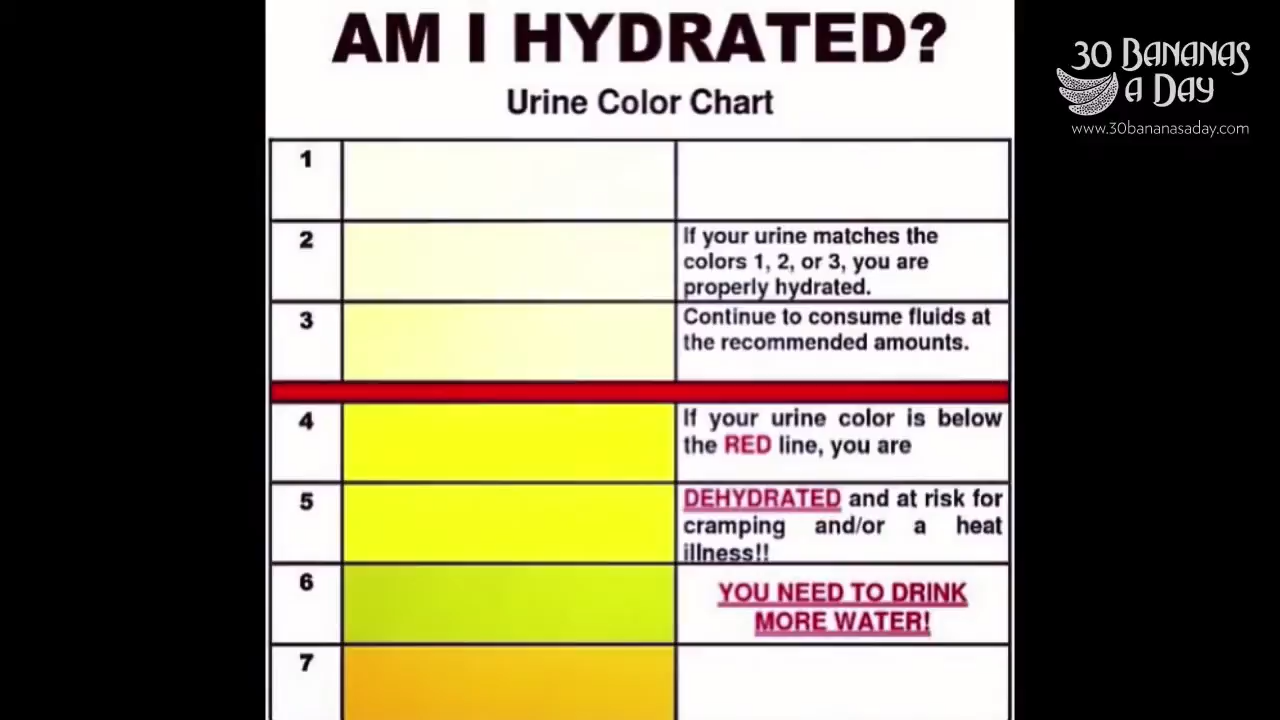 AM I HYDRATED?
Urine Color Chart
30 BANANAS
A DAY
www.30bananasaday.com
1
2
If your urine matches the
colors 1, 2, or 3, you are
properly hydrated.
3
Continue to consume fluids at
the recommended amounts.
4
If your urine color is below
the RED line, you are
5
DEHYDRATED and at risk for
cramping and/or a heat
illness!!
6
YOU NEED TO DRINK
MORE WATER!
7